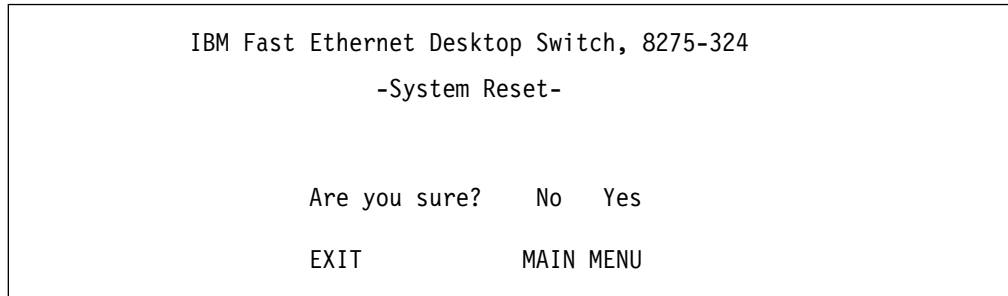 IBM Fast Ethernet Desktop Switch, 8275-324
-System Reset-
Are you sure? No Yes
EXIT MAIN MENU